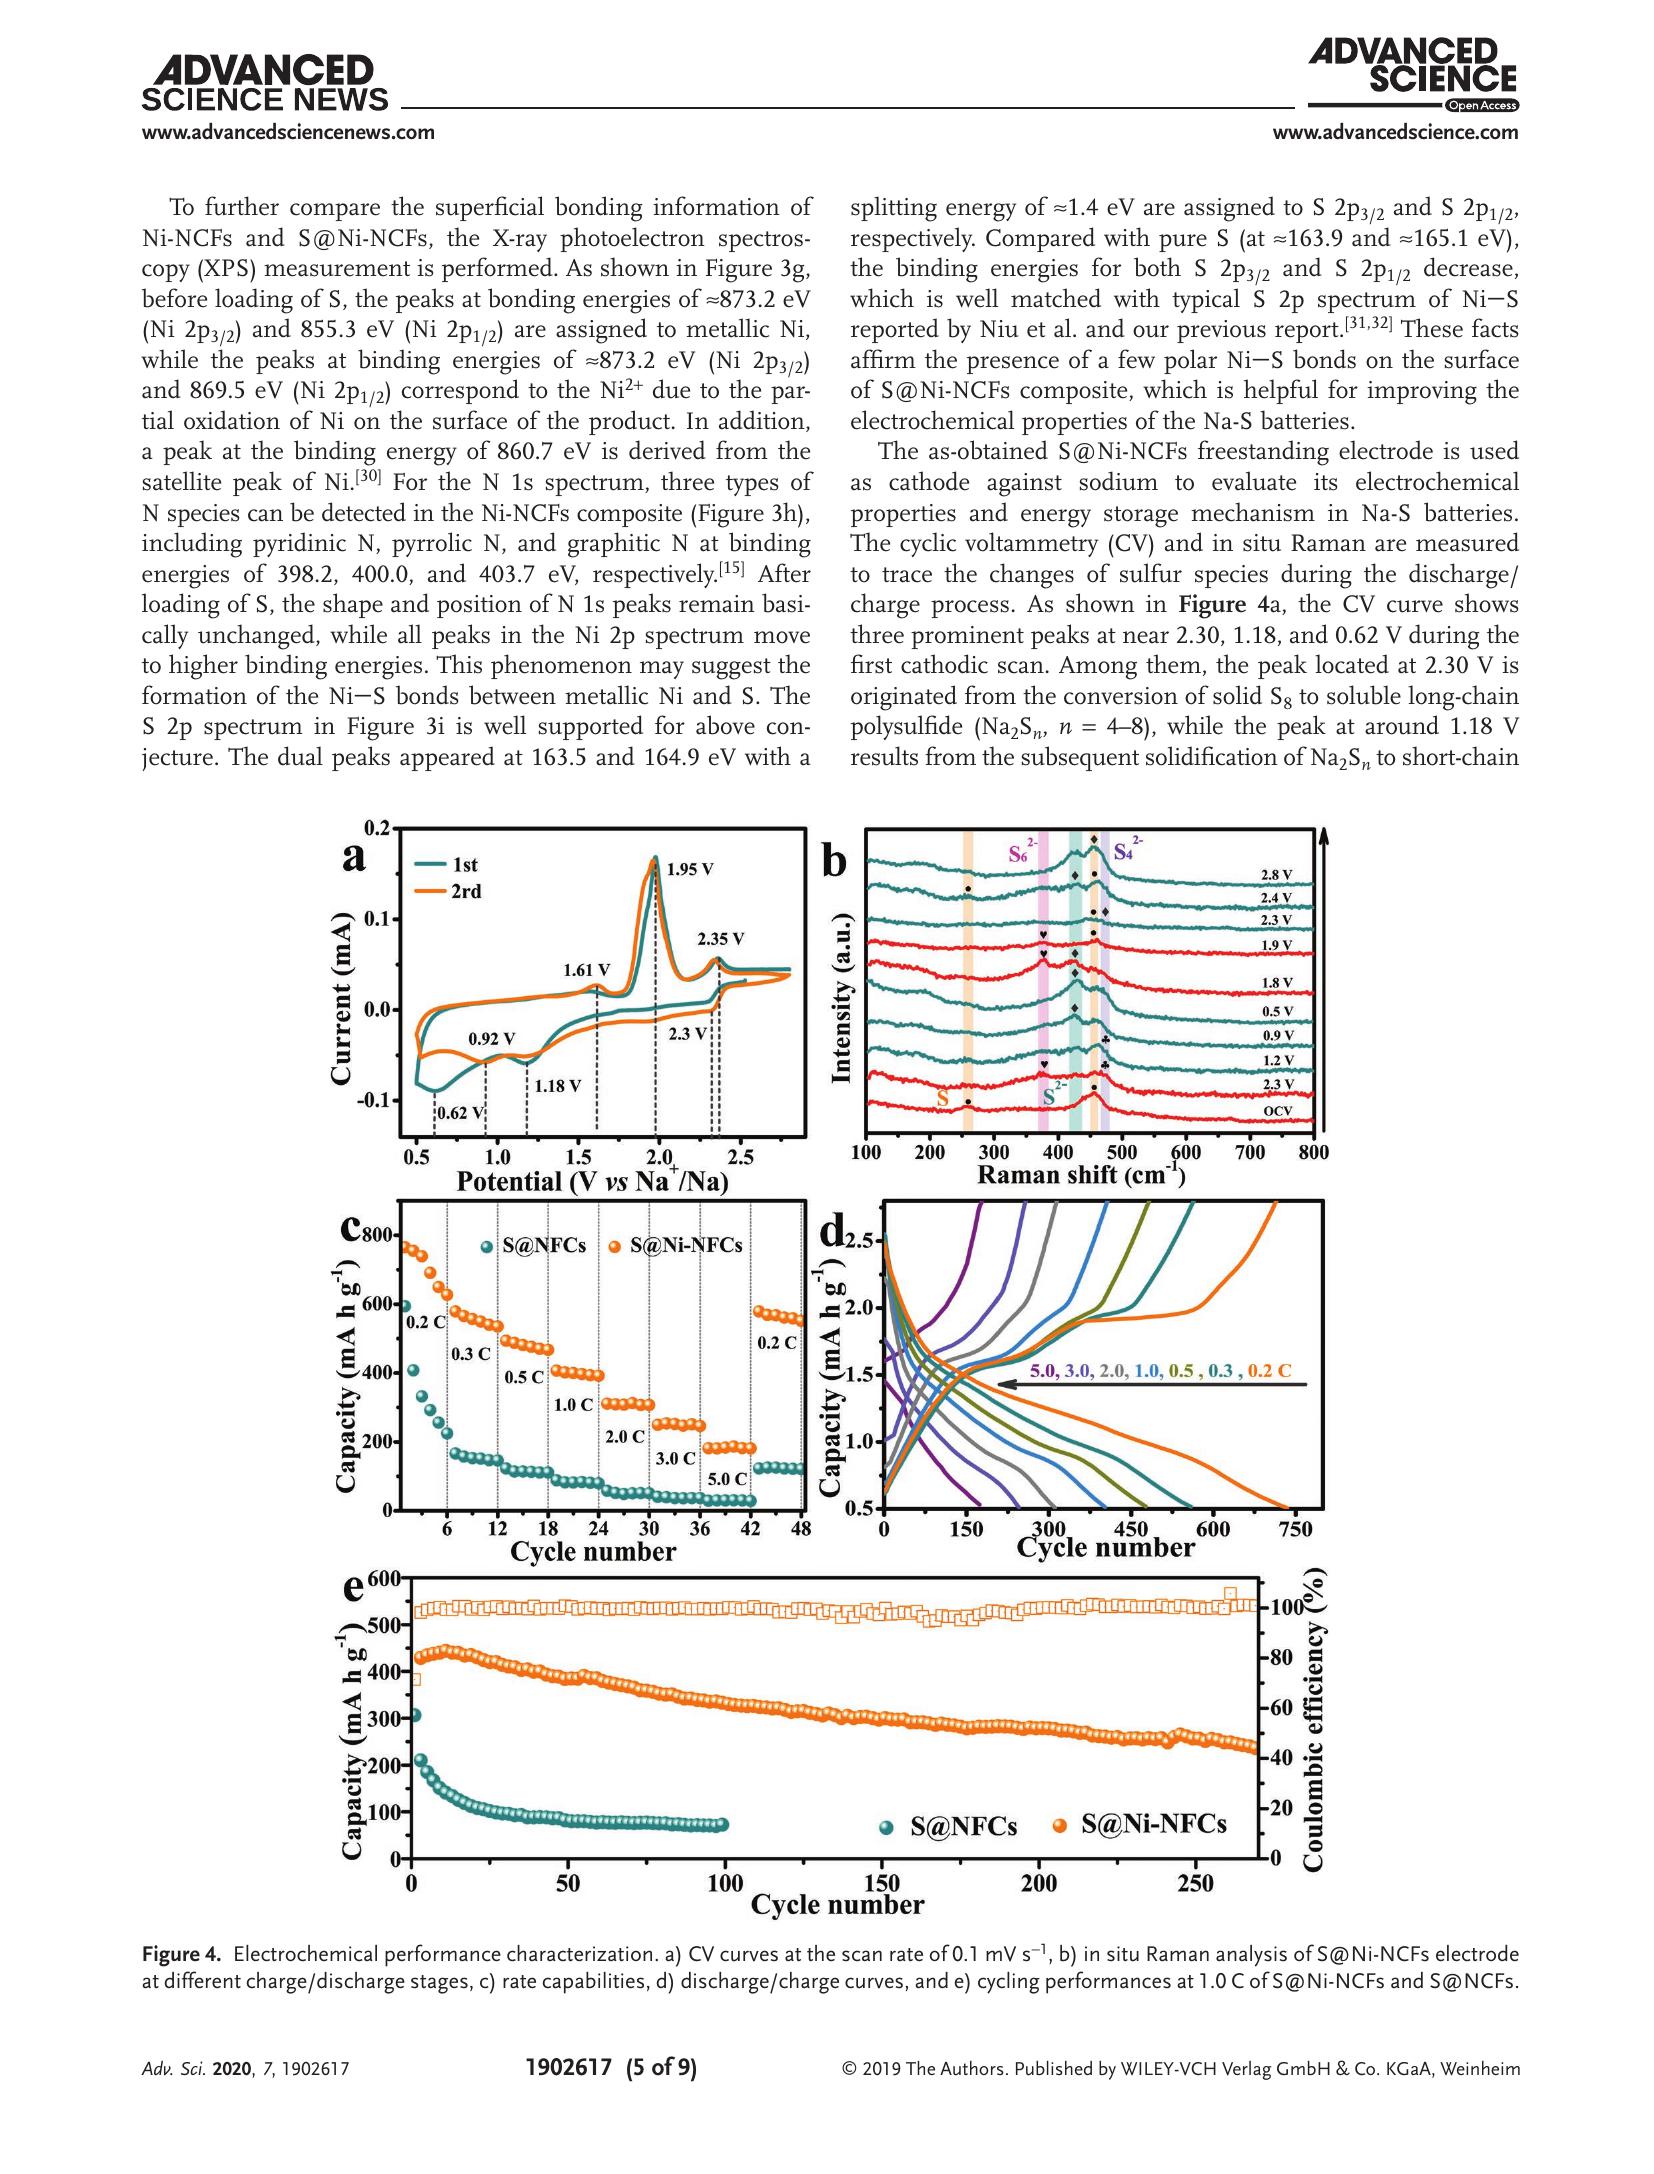 ADVANCED
SCIENCE NEWS
www.advancedsciencenews.com
ADVANCED
SCIENCE
Open Access
www.advancedscience.com
To further compare the superficial bonding information of
Ni-NCFs and S@Ni-NCFs, the X-ray photoelectron spectros-
copy (XPS) measurement is performed. As shown in Figure 3g,
before loading of S, the peaks at bonding energies of ≈873.2 eV
(Ni 2p3/2) and 855.3 eV (Ni 2p1/2) are assigned to metallic Ni,
while the peaks at binding energies of ≈873.2 eV (Ni 2p3/2)
and 869.5 eV (Ni 2p1/2) correspond to the Ni2+ due to the par-
tial oxidation of Ni on the surface of the product. In addition,
a peak at the binding energy of 860.7 eV is derived from the
satellite peak of Ni.[30] For the N 1s spectrum, three types of
N species can be detected in the Ni-NCFs composite (Figure 3h),
including pyridinic N, pyrrolic N, and graphitic N at binding
energies of 398.2, 400.0, and 403.7 eV, respectively.[15] After
loading of S, the shape and position of N 1s peaks remain basi-
cally unchanged, while all peaks in the Ni 2p spectrum move
to higher binding energies. This phenomenon may suggest the
formation of the Ni—S bonds between metallic Ni and S. The
S 2p spectrum in Figure 3i is well supported for above con-
jecture. The dual peaks appeared at 163.5 and 164.9 eV with a
splitting energy of ≈1.4 eV are assigned to S 2p3/2 and S 2p1/2,
respectively. Compared with pure S (at ≈163.9 and ≈165.1 eV),
the binding energies for both S 2p3/2 and S 2p1/2 decrease,
which is well matched with typical S 2p spectrum of Ni—S
reported by Niu et al. and our previous report.[31,32] These facts
affirm the presence of a few polar Ni—S bonds on the surface
of S@Ni-NCFs composite, which is helpful for improving the
electrochemical properties of the Na-S batteries.
The as-obtained S@Ni-NCFs freestanding electrode is used
as cathode against sodium to evaluate its electrochemical
properties and energy storage mechanism in Na-S batteries.
The cyclic voltammetry (CV) and in situ Raman are measured
to trace the changes of sulfur species during the discharge/
charge process. As shown in Figure 4a, the CV curve shows
three prominent peaks at near 2.30, 1.18, and 0.62 V during the
first cathodic scan. Among them, the peak located at 2.30 V is
originated from the conversion of solid S8 to soluble long-chain
polysulfide (Na2Sn, n = 4–8), while the peak at around 1.18 V
results from the subsequent solidification of Na2Sn to short-chain
a
0.2
0.1
0.0
-0.1
Current (mA)
1st
2rd
1.95 V
2.35 V
1.61 V
0.92 V
2.3 V
1.18 V
0.62 V
0.5 1.0 1.5 2.0 2.5
Potential (V vs Na+/Na)
b
Intensity (a.u.)
S6 2-
S4 2-
2.8 V
2.4 V
2.3 V
1.9 V
1.8 V
0.5 V
0.9 V
1.2 V
2.3 V
OCV
S
S2-
100 200 300 400 500 600 700 800
Raman shift (cm-1)
c
800
600
400
200
0
Capacity (mA h g-1)
S@NFCs S@Ni-NFCs
0.2 C
0.3 C
0.5 C
1.0 C
2.0 C
3.0 C
5.0 C
0.2 C
6 12 18 24 30 36 42 48
Cycle number
d
2.5
2.0
1.5
1.0
0.5
Capacity (mA h g-1)
5.0, 3.0, 2.0, 1.0, 0.5 , 0.3 , 0.2 C
0 150 300 450 600 750
Cycle number
e
600
500
400
300
200
100
0
Capacity (mA h g-1)
100
80
60
40
20
0
Coulombic efficiency (%)
S@NFCs S@Ni-NFCs
0 50 100 150 200 250
Cycle number
Figure 4. Electrochemical performance characterization. a) CV curves at the scan rate of 0.1 mV s−1, b) in situ Raman analysis of S@Ni-NCFs electrode
at different charge/discharge stages, c) rate capabilities, d) discharge/charge curves, and e) cycling performances at 1.0 C of S@Ni-NCFs and S@NCFs.
Adv. Sci. 2020, 7, 1902617
1902617 (5 of 9)
© 2019 The Authors. Published by WILEY-VCH Verlag GmbH & Co. KGaA, Weinheim